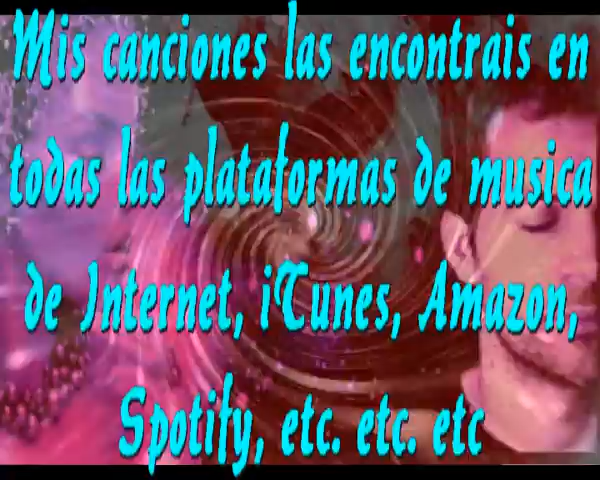 Mis canciones las encontrais en
todas las plataformas de musica
de Internet, iTunes, Amazon,
Spotify, etc. etc. etc